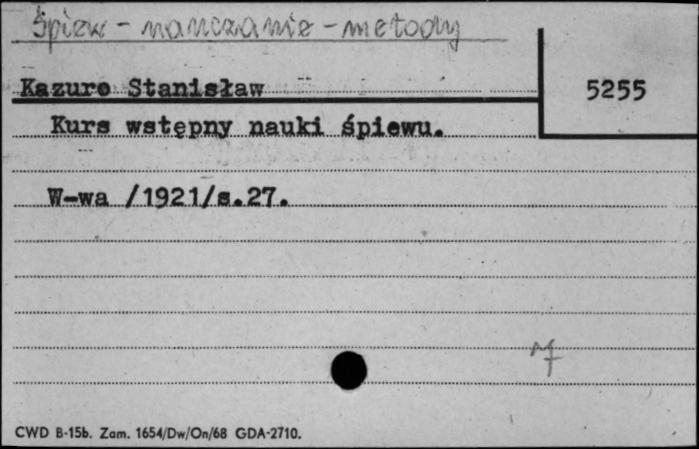 Śpiew - nauczanie - metody
Kazuro Stanisław
5255
Kurs wstępny nauki śpiewu.
W-wa /1921/s.27.
CWD B-15b. Zam. 1654/Dw/On/68 GDA-2710.